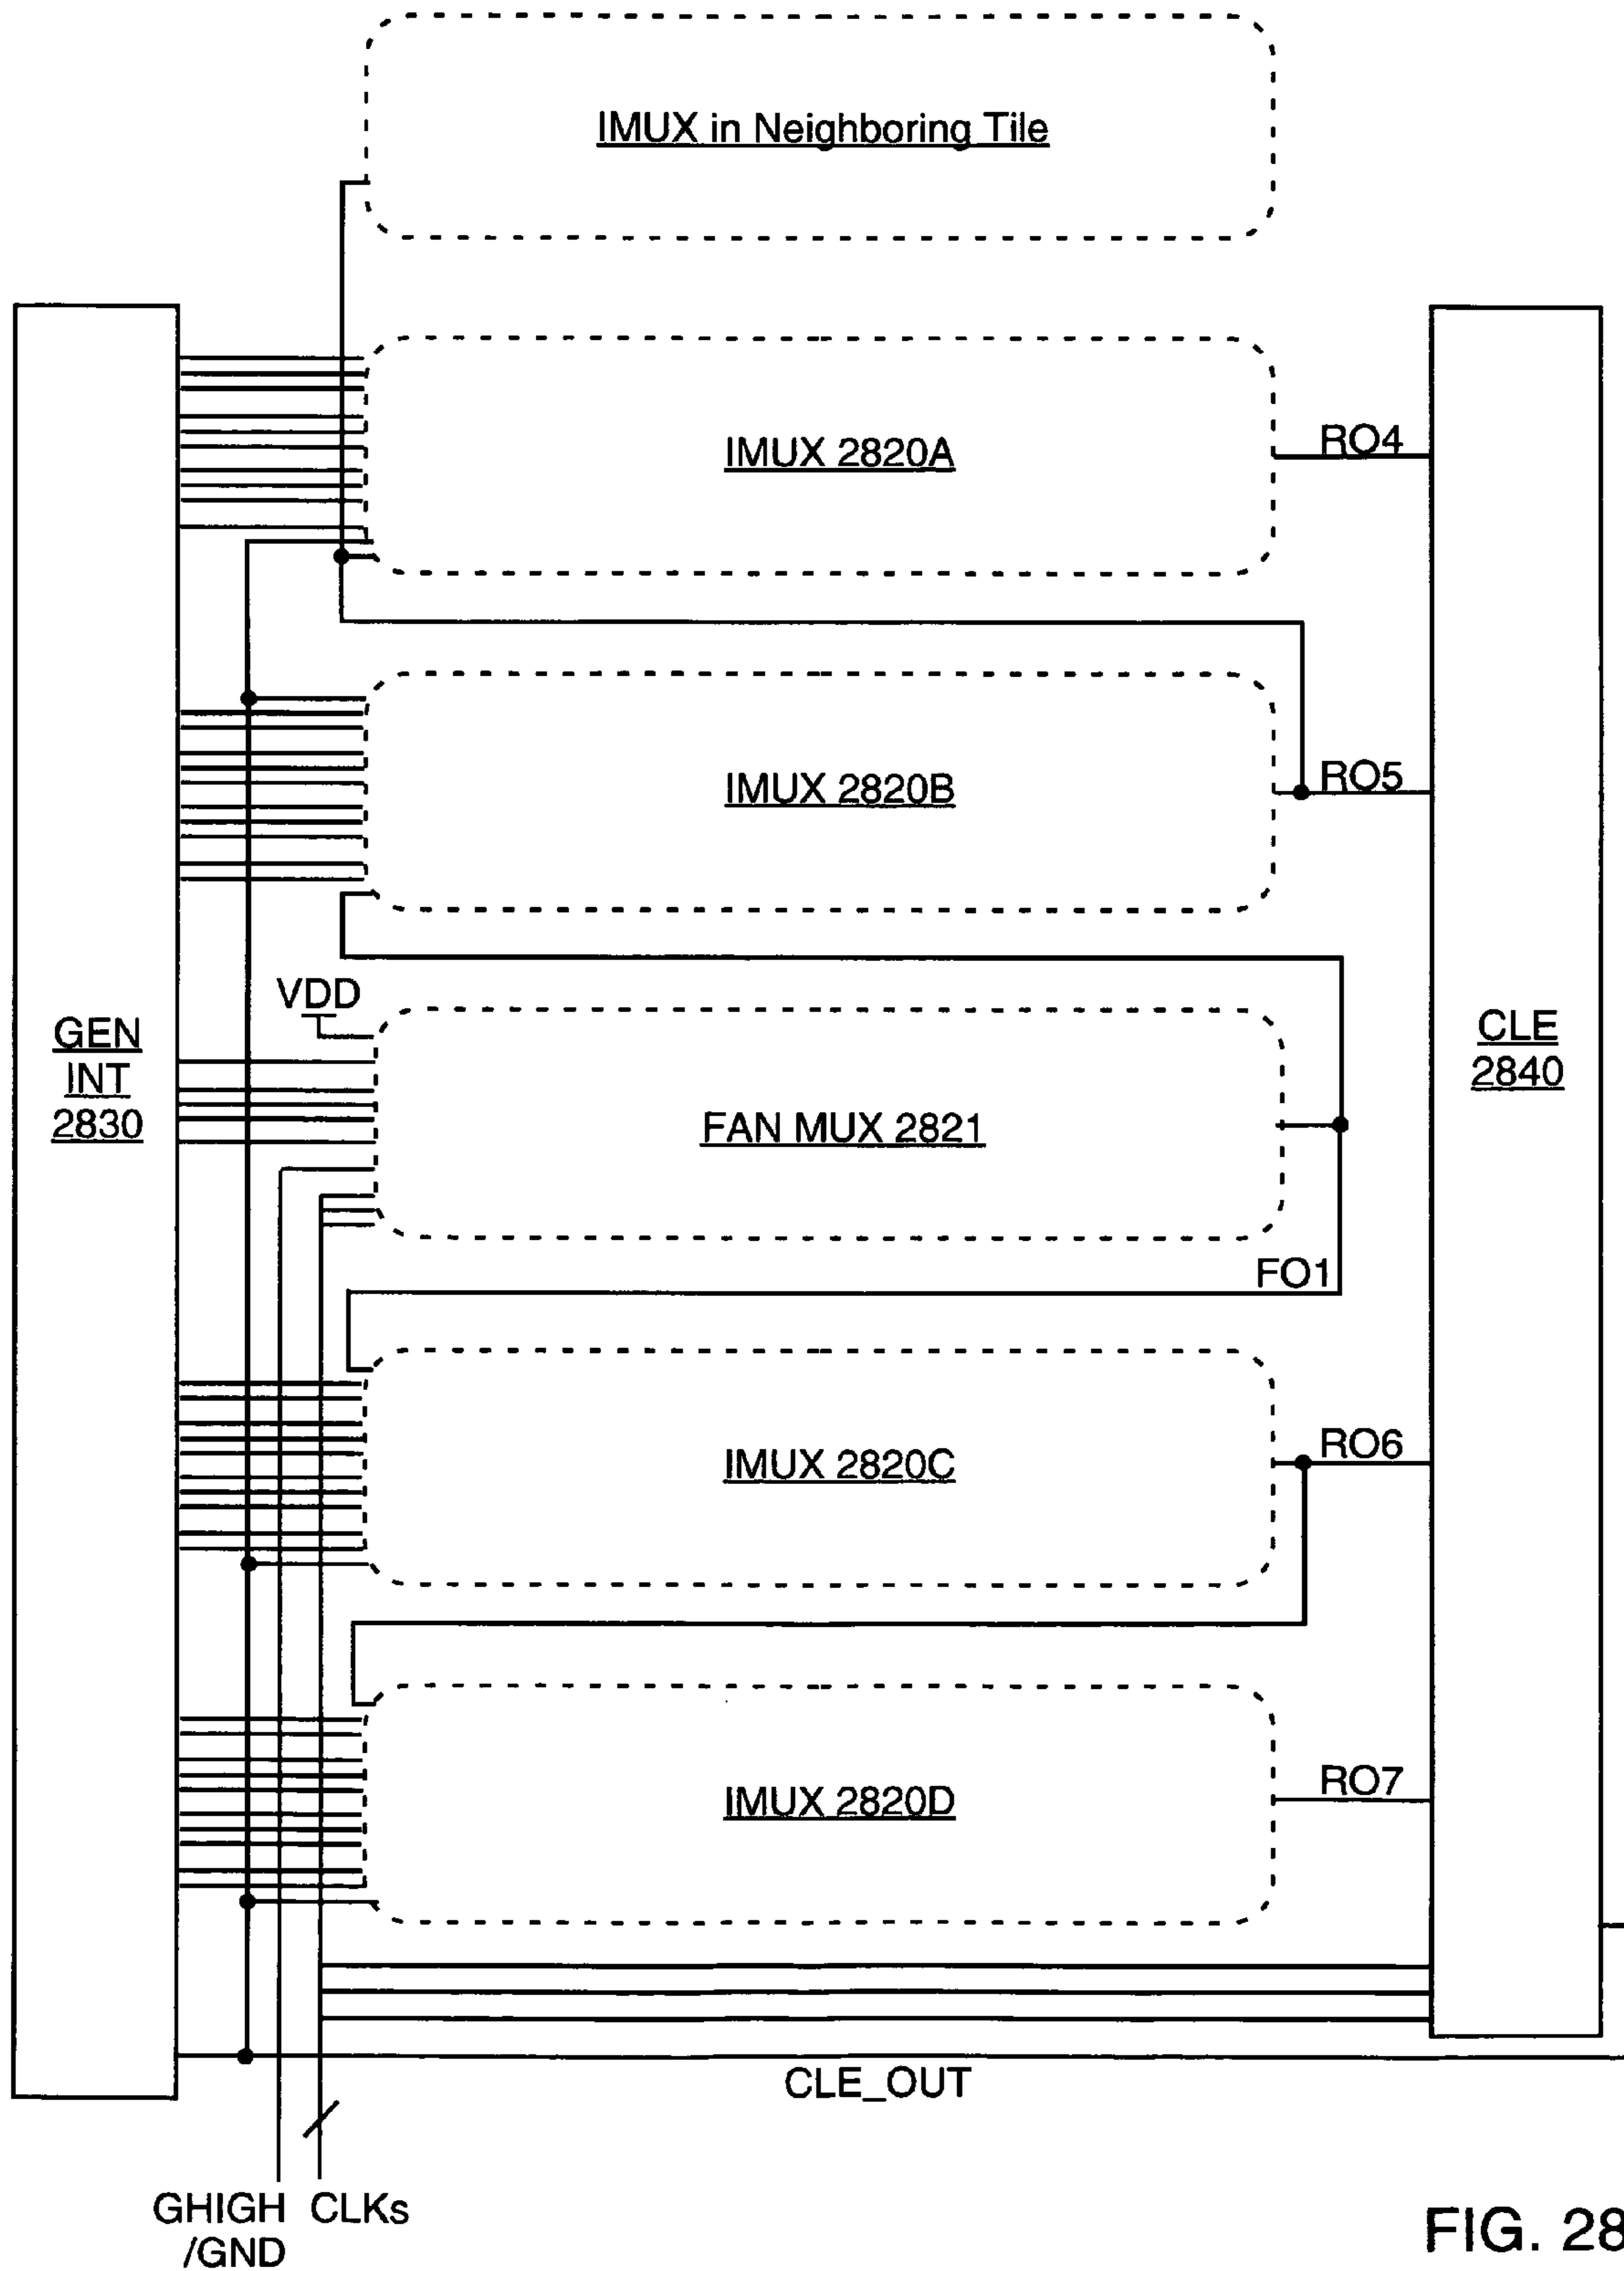 IMUX in Neighboring Tile
IMUX 2820A
RO4
IMUX 2820B
RO5
VDD
GEN
INT
2830
FAN MUX 2821
CLE
2840
FO1
IMUX 2820C
RO6
IMUX 2820D
RO7
CLE_OUT
GHIGH
/GND
CLKs
FIG. 28